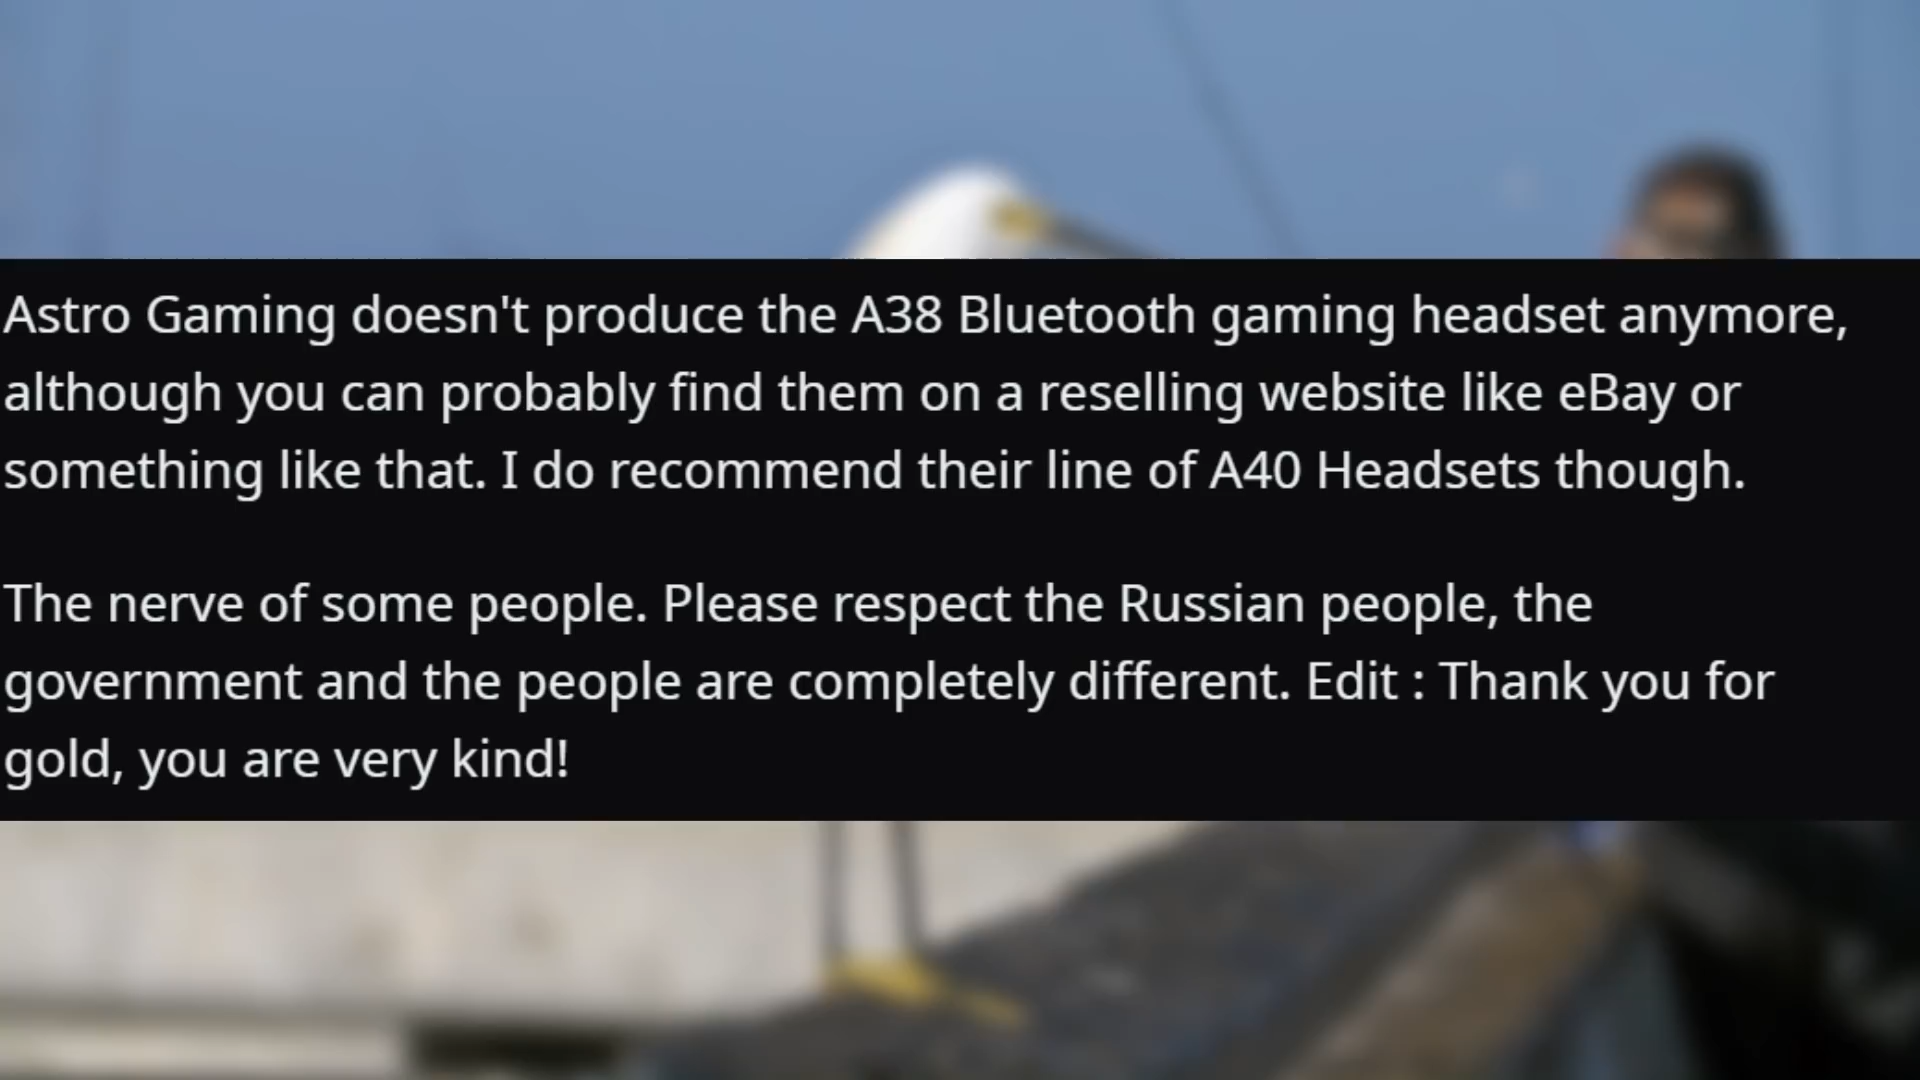 Astro Gaming doesn't produce the A38 Bluetooth gaming headset anymore,
although you can probably find them on a reselling website like eBay or
something like that. I do recommend their line of A40 Headsets though.
The nerve of some people. Please respect the Russian people, the
government and the people are completely different. Edit : Thank you for
gold, you are very kind!